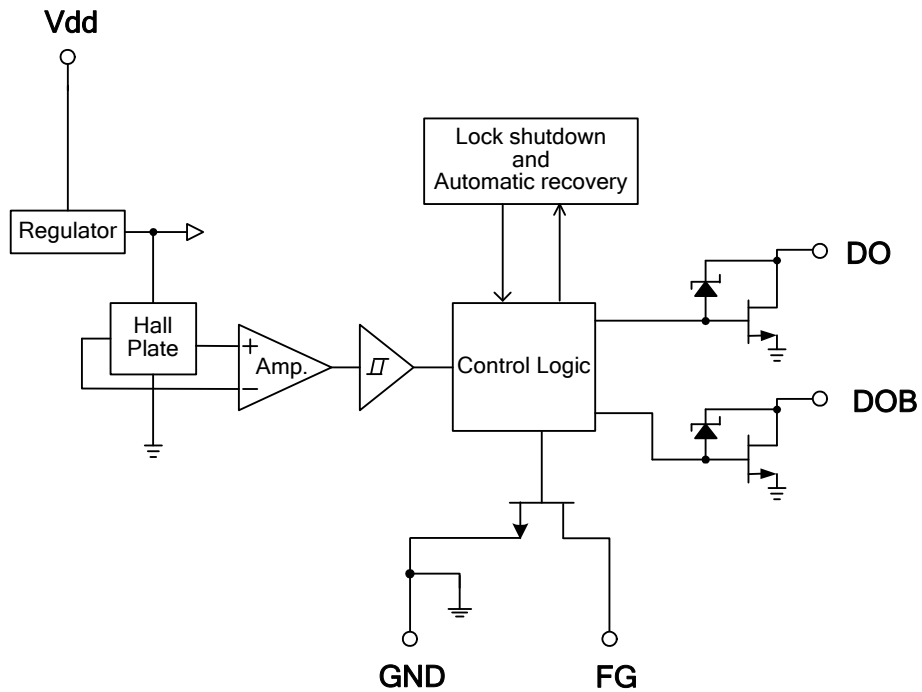 Vdd
Lock shutdown
and
Automatic recovery
Regulator
DO
Hall
Plate
+
Amp.
−
Control Logic
DOB
GND
FG